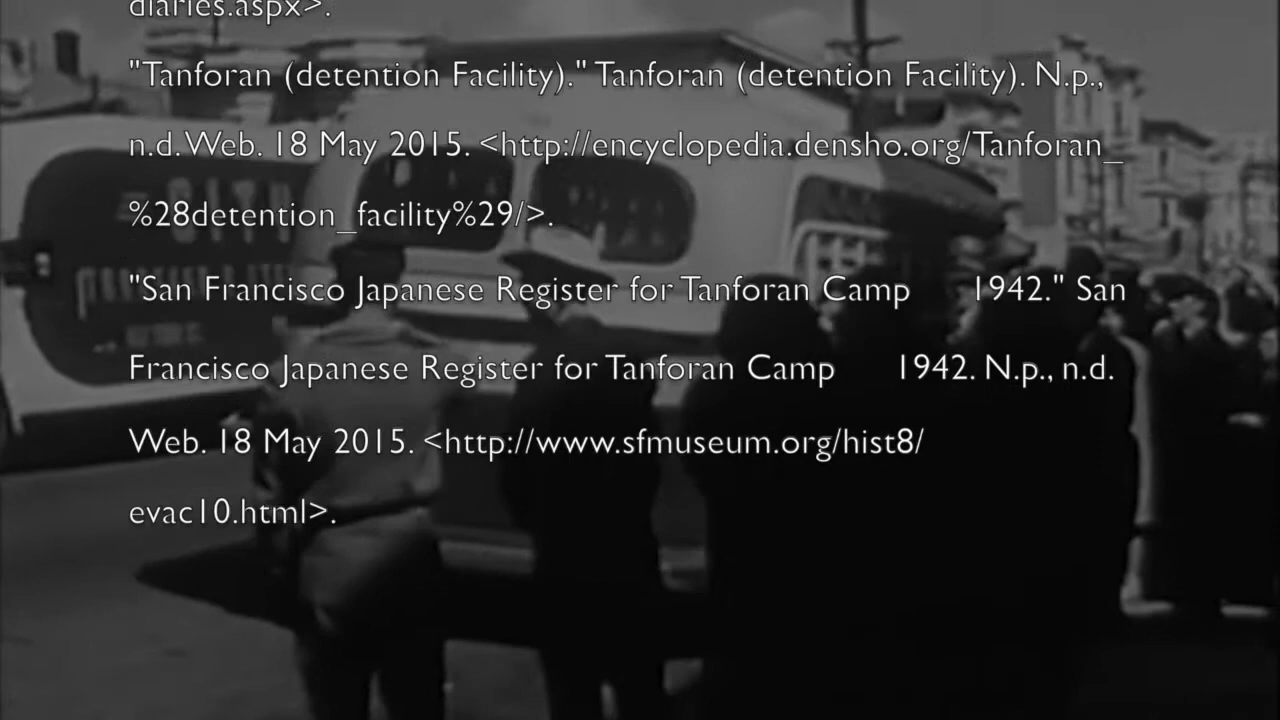 diaries.aspx>.
"Tanforan (detention Facility)." Tanforan (detention Facility). N.p.,
n.d. Web. 18 May 2015. <http://encyclopedia.densho.org/Tanforan_
%28detention_facility%29/>.
"San Francisco Japanese Register for Tanforan Camp 1942." San
Francisco Japanese Register for Tanforan Camp 1942. N.p., n.d.
Web. 18 May 2015. <http://www.sfmuseum.org/hist8/
evac10.html>.